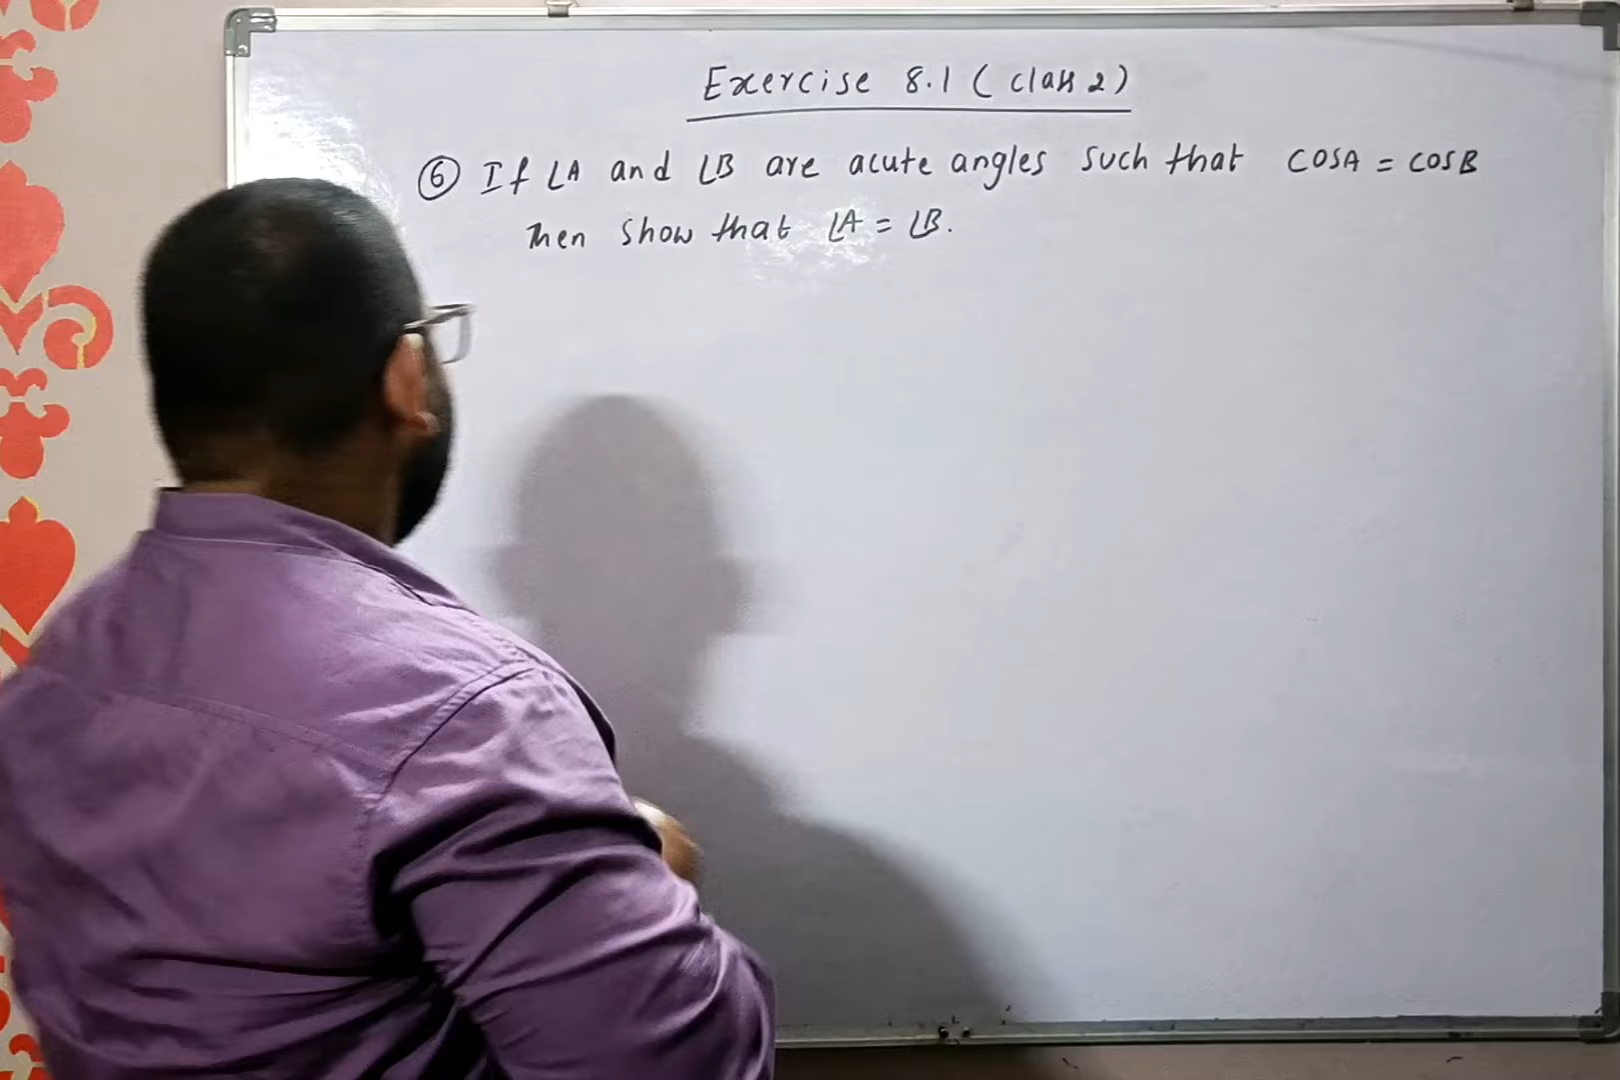 Exercise 8.1 ( class 2 )
⑥ If ∠A and ∠B are acute angles such that cosA = cosB
Then show that ∠A = ∠B.